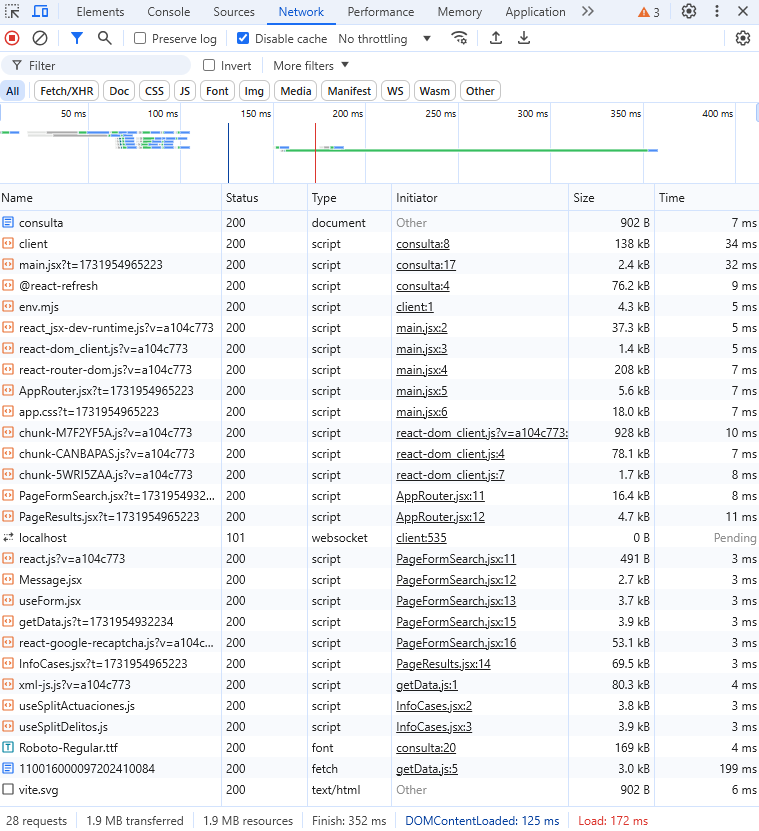 Elements Console Sources Network Performance Memory Application 3
Preserve log Disable cache No throttling
Filter Invert More filters
All Fetch/XHR Doc CSS JS Font Img Media Manifest WS Wasm Other
50 ms 100 ms 150 ms 200 ms 250 ms 300 ms 350 ms 400 ms
Name Status Type Initiator Size Time
consulta 200 document Other 902 B 7 ms
client 200 script consulta:8 138 kB 34 ms
main.jsx?t=1731954965223 200 script consulta:17 2.4 kB 32 ms
@react-refresh 200 script consulta:4 76.2 kB 9 ms
env.mjs 200 script client:1 4.3 kB 5 ms
react_jsx-dev-runtime.js?v=a104c773 200 script main.jsx:2 37.3 kB 5 ms
react-dom_client.js?v=a104c773 200 script main.jsx:3 1.4 kB 5 ms
react-router-dom.js?v=a104c773 200 script main.jsx:4 208 kB 7 ms
AppRouter.jsx?t=1731954965223 200 script main.jsx:5 5.6 kB 7 ms
app.css?t=1731954965223 200 script main.jsx:6 18.0 kB 7 ms
chunk-M7F2YF5A.js?v=a104c773 200 script react-dom_client.js?v=a104c773: 928 kB 10 ms
chunk-CANBAPAS.js?v=a104c773 200 script react-dom_client.js:4 78.1 kB 7 ms
chunk-5WRI5ZAA.js?v=a104c773 200 script react-dom_client.js:7 1.7 kB 8 ms
PageFormSearch.jsx?t=1731954932... 200 script AppRouter.jsx:11 16.4 kB 8 ms
PageResults.jsx?t=1731954965223 200 script AppRouter.jsx:12 4.7 kB 11 ms
localhost 101 websocket client:535 0 B Pending
react.js?v=a104c773 200 script PageFormSearch.jsx:11 491 B 3 ms
Message.jsx 200 script PageFormSearch.jsx:12 2.7 kB 3 ms
useForm.jsx 200 script PageFormSearch.jsx:13 3.7 kB 3 ms
getData.js?t=1731954932234 200 script PageFormSearch.jsx:15 3.9 kB 3 ms
react-google-recaptcha.js?v=a104c... 200 script PageFormSearch.jsx:16 53.1 kB 3 ms
InfoCases.jsx?t=1731954965223 200 script PageResults.jsx:14 69.5 kB 3 ms
xml-js.js?v=a104c773 200 script getData.js:1 80.3 kB 4 ms
useSplitActuaciones.js 200 script InfoCases.jsx:2 3.8 kB 3 ms
useSplitDelitos.js 200 script InfoCases.jsx:3 3.9 kB 3 ms
Roboto-Regular.ttf 200 font consulta:20 169 kB 4 ms
110016000097202410084 200 fetch getData.js:5 3.0 kB 199 ms
vite.svg 200 text/html Other 902 B 6 ms
28 requests 1.9 MB transferred 1.9 MB resources Finish: 352 ms DOMContentLoaded: 125 ms Load: 172 ms